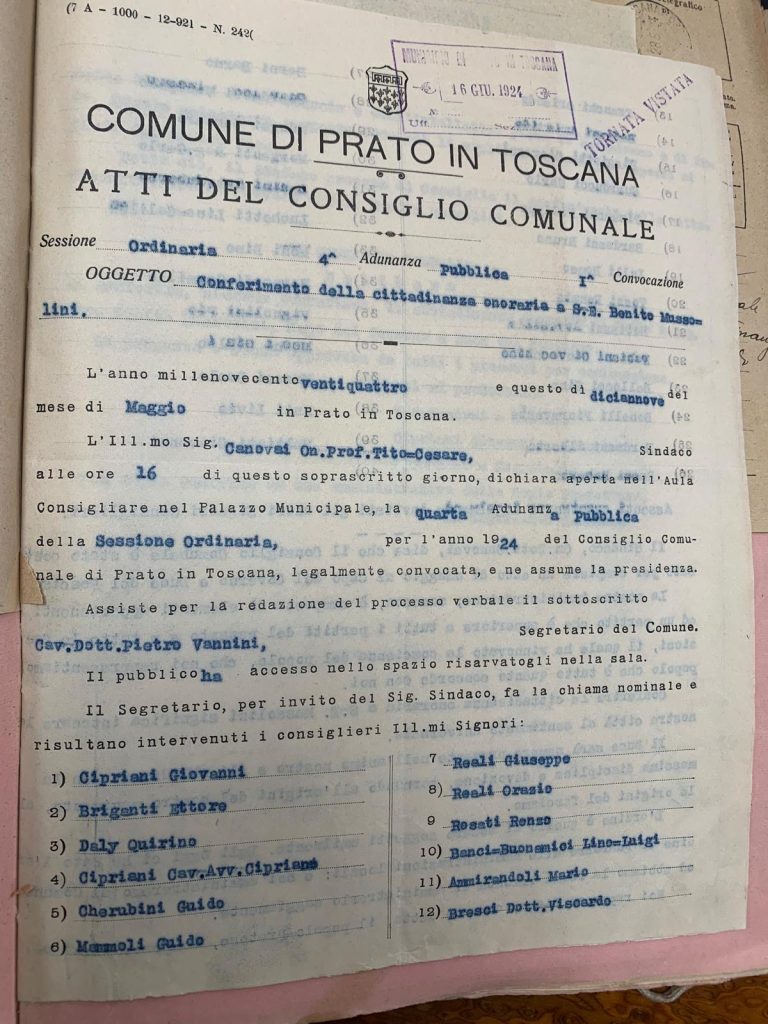 (7 A - 1000 - 12-921 - N. 242(
16 GIU. 1924
TORNATA VISTATA
COMUNE DI PRATO IN TOSCANA
ATTI DEL CONSIGLIO COMUNALE
Sessione Ordinaria 4^ Adunanza Pubblica I^ Convocazione
OGGETTO Conferimento della cittadinanza onoraria a S.E. Benito Musso=
lini.
L'anno millenovecentoventiquattro e questo di diciannove del
mese di Maggio in Prato in Toscana.
L'Ill.mo Sig. Canovai On.Prof.Tito=Cesare, Sindaco
alle ore 16 di questo soprascritto giorno, dichiara aperta nell'Aula
Consigliare nel Palazzo Municipale, la quarta Adunanza Pubblica
della Sessione Ordinaria, per l'anno 1924 del Consiglio Comu-
nale di Prato in Toscana, legalmente convocata, e ne assume la presidenza.
Assiste per la redazione del processo verbale il sottoscritto
Cav.Dott.Pietro Vannini, Segretario del Comune.
Il pubblico ha accesso nello spazio risarvatogli nella sala.
Il Segretario, per invito del Sig. Sindaco, fa la chiama nominale e
risultano intervenuti i consiglieri Ill.mi Signori:
1) Cipriani Giovanni
2) Briganti Ettore
3) Daly Quirino
4) Cipriani Cav.Avv.Cipriano
5) Cherubini Guido
6) Memmoli Guido
7 Reali Giuseppe
8) Reali Orazio
9 Rosati Renzo
10) Banci=Buonamici Lino=Luigi
11) Ammirandoli Mario
12) Bresci Dott.Viscardo